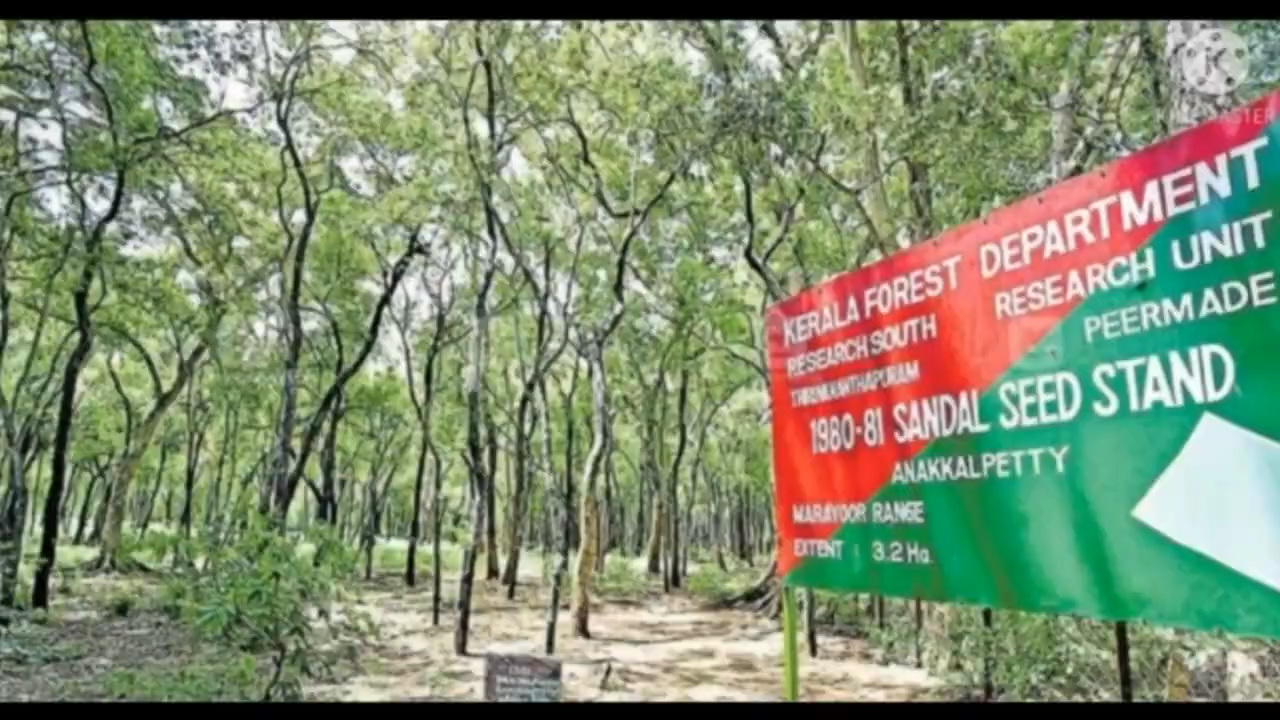 KERALA FOREST DEPARTMENT
RESEARCH SOUTH RESEARCH UNIT
THIRUVANANTHAPURAM PEERMADE
1980-81 SANDAL SEED STAND
ANAKKALPETTY
MARAYOOR RANGE
EXTENT : 3.2 Ha.
K
KINEMASTER